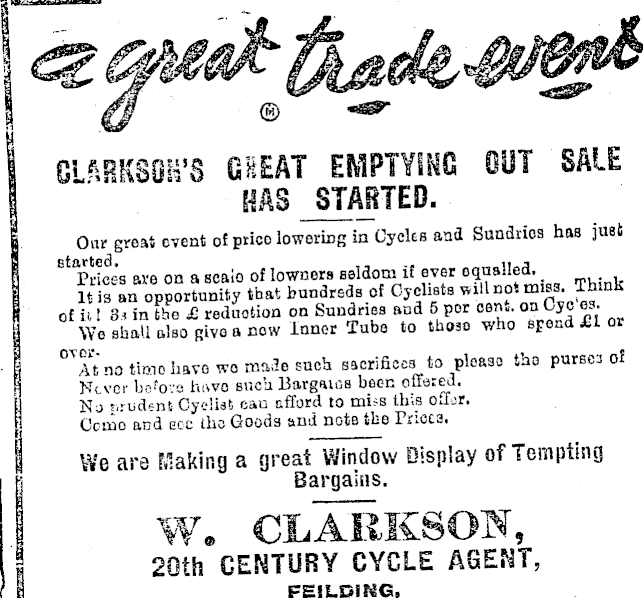 a great trade event
CLARKSON'S GREAT EMPTYING OUT SALE
HAS STARTED.
Our great event of price lowering in Cycles and Sundries has just
started.
Prices are on a scale of lowness seldom if ever equalled.
It is an opportunity that hundreds of Cyclists will not miss. Think
of it! 3s in the £ reduction on Sundries and 5 per cent. on Cyc'es.
We shall also give a new Inner Tube to those who spend £1 or
over.
At no time have we made such sacrifices to please the purses of
Never before have such Bargains been offered.
No prudent Cyclist can afford to miss this offer.
Come and see the Goods and note the Prices.
We are Making a great Window Display of Tempting
Bargains.
W. CLARKSON,
20th CENTURY CYCLE AGENT,
FEILDING,